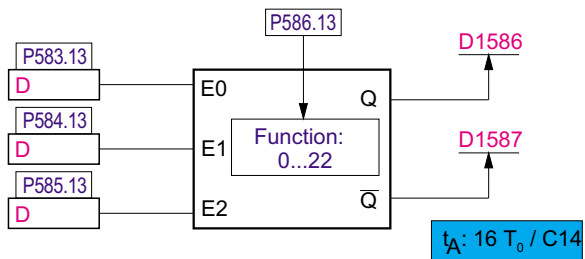 P586.13
D1586
P583.13
D
E0
Q
P584.13
D
E1
Function:
0...22
D1587
P585.13
D
E2
Q̅
tA: 16 T0 / C14